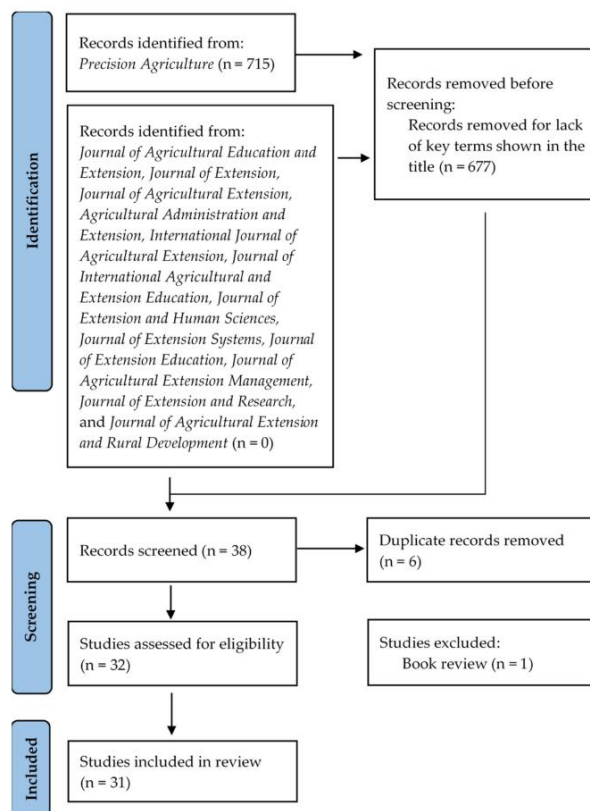 Identification
Records identified from:
Precision Agriculture (n = 715)
Records identified from:
Journal of Agricultural Education and
Extension, Journal of Extension,
Journal of Agricultural Extension,
Agricultural Administration and
Extension, International Journal of
Agricultural Extension, Journal of
International Agricultural and
Extension Education, Journal of
Extension and Human Sciences,
Journal of Extension Systems, Journal
of Extension Education, Journal of
Agricultural Extension Management,
Journal of Extension and Research,
and Journal of Agricultural Extension
and Rural Development (n = 0)
Records removed before
screening:
Records removed for lack
of key terms shown in the
title (n = 677)
Screening
Records screened (n = 38)
Duplicate records removed
(n = 6)
Studies assessed for eligibility
(n = 32)
Studies excluded:
Book review (n = 1)
Included
Studies included in review
(n = 31)